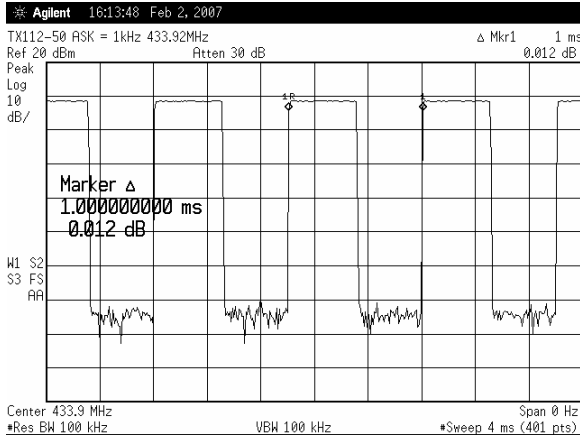 Agilent 16:13:48 Feb 2, 2007
TX112-50 ASK = 1kHz 433.92MHz
Δ Mkr1 1 ms
Ref 20 dBm Atten 30 dB 0.012 dB
Peak
Log
10
dB/
1R
1
Marker Δ
1.000000000 ms
0.012 dB
W1 S2
S3 FS
AA
Center 433.9 MHz Span 0 Hz
#Res BW 100 kHz VBW 100 kHz #Sweep 4 ms (401 pts)